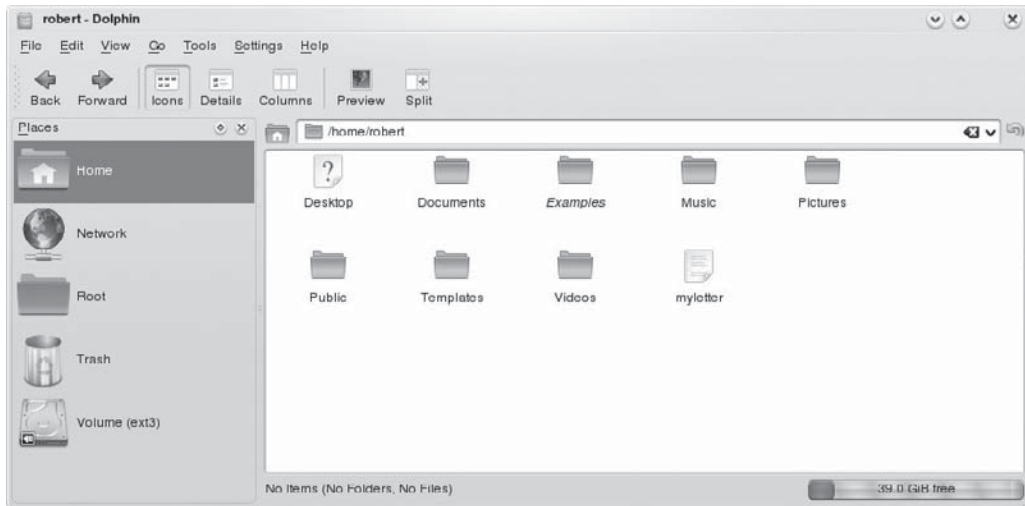 robert - Dolphin
File Edit View Go Tools Settings Help
Back Forward Icons Details Columns Preview Split
Places
/home/robert
Home
Network
Root
Trash
Volume (ext3)
Desktop Documents Examples Music Pictures
Public Templates Videos myletter
No Items (No Folders, No Files)
39.0 GiB free